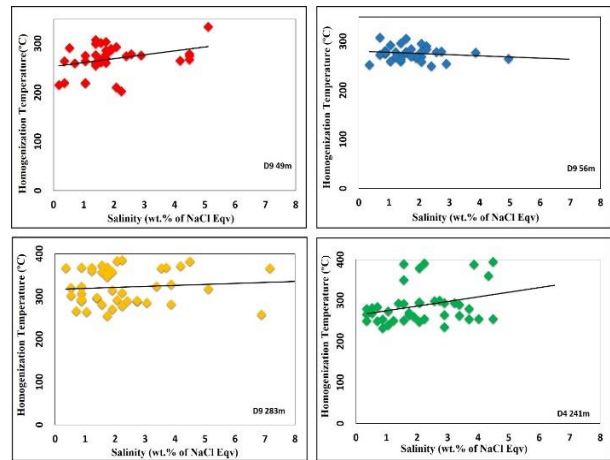 Homogenization Temperature(°C)
300
200
100
0
0 1 2 3 4 5 6 7 8
Salinity (wt.% of NaCl Eqv)
D9 49m
Homogenization Temperature (°C)
300
200
100
0
0 1 2 3 4 5 6 7 8
Salinity (wt.% of NaCl Eqv)
D9 56m
Homogenization Temperature (°C)
400
300
200
100
0
0 1 2 3 4 5 6 7 8
Salinity (wt.% of NaCl Eqv)
D9 283m
Homogenization Temperature (°C)
400
300
200
100
0
0 1 2 3 4 5 6 7 8
Salinity (wt.% of NaCl Eqv)
D4 241m